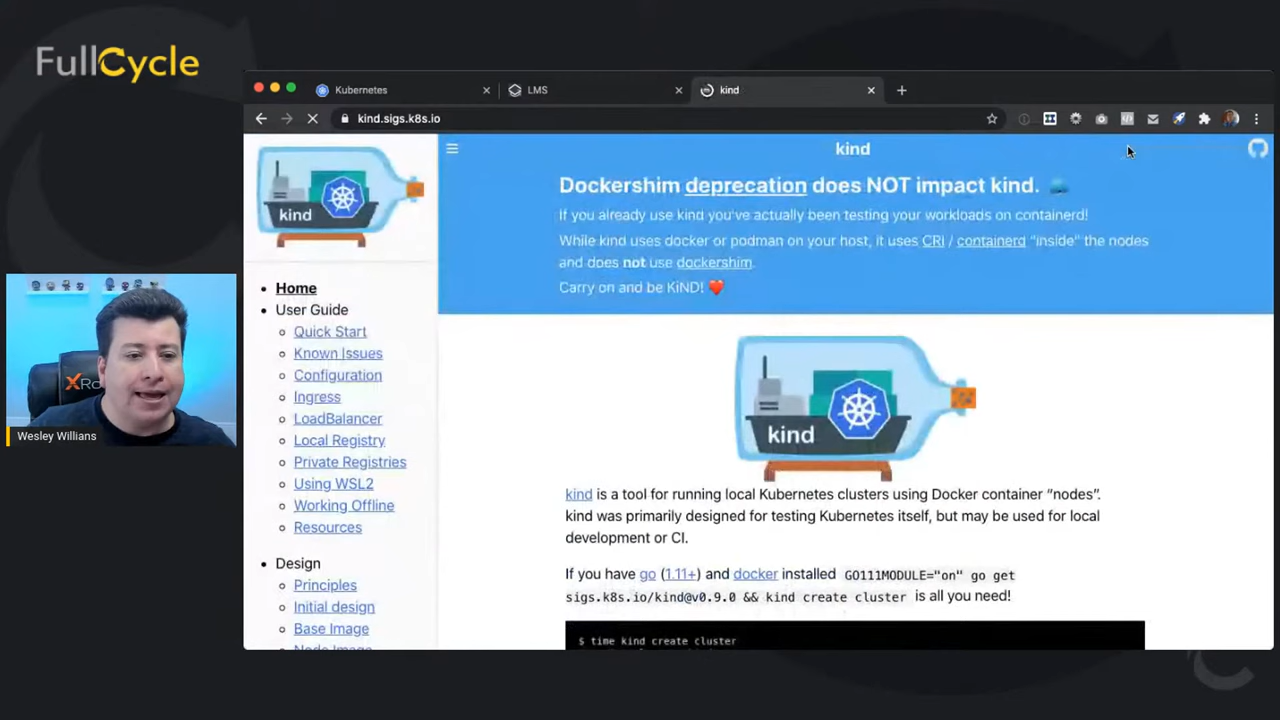 FullCycle
Kubernetes
LMS
kind
kind.sigs.k8s.io
kind
kind
Dockershim deprecation does NOT impact kind.
If you already use kind you've actually been testing your workloads on containerd!
While kind uses docker or podman on your host, it uses CRI / containerd "inside" the nodes
and does not use dockershim.
Carry on and be KiND! ❤️
Home
User Guide
Quick Start
Known Issues
Configuration
Ingress
LoadBalancer
Local Registry
Private Registries
Using WSL2
Working Offline
Resources
Design
Principles
Initial design
Base Image
Node Image
kind
kind is a tool for running local Kubernetes clusters using Docker container “nodes”.
kind was primarily designed for testing Kubernetes itself, but may be used for local
development or CI.
If you have go (1.11+) and docker installed GO111MODULE="on" go get
sigs.k8s.io/kind@v0.9.0 && kind create cluster is all you need!
$ time kind create cluster
Wesley Willians